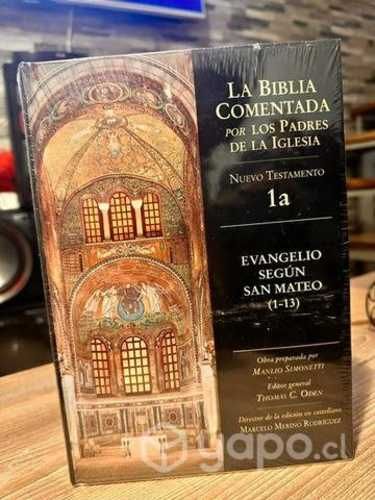 LA BIBLIA
COMENTADA
POR LOS PADRES
DE LA IGLESIA
NUEVO TESTAMENTO
1a
EVANGELIO
SEGÚN
SAN MATEO
(1-13)
Obra preparada por
MANLIO SIMONETTI
Editor general
THOMAS C. ODEN
Director de la edición en castellano
MARCELO MERINO RODRÍGUEZ
yapo.cl